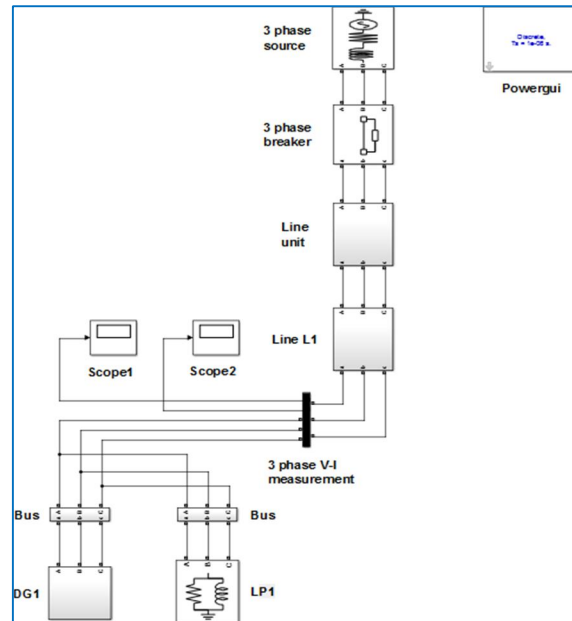 3 phase
source
Discrete,
Powergui
A B C
A B C
3 phase
breaker
a b c
A B C
Line
unit
a b c
A B C
Line L1
a b c
Scope1
Scope2
3 phase V-I
measurement
Bus
A B C
a b c
A B C
a b c
Bus
A B C
DG1
A B C
LP1